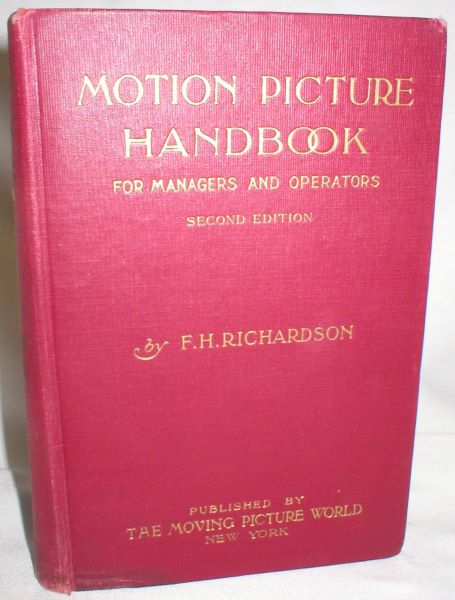 MOTION PICTURE
HANDBOOK
FOR MANAGERS AND OPERATORS
SECOND EDITION
by F.H. RICHARDSON
PUBLISHED BY
THE MOVING PICTURE WORLD
NEW YORK